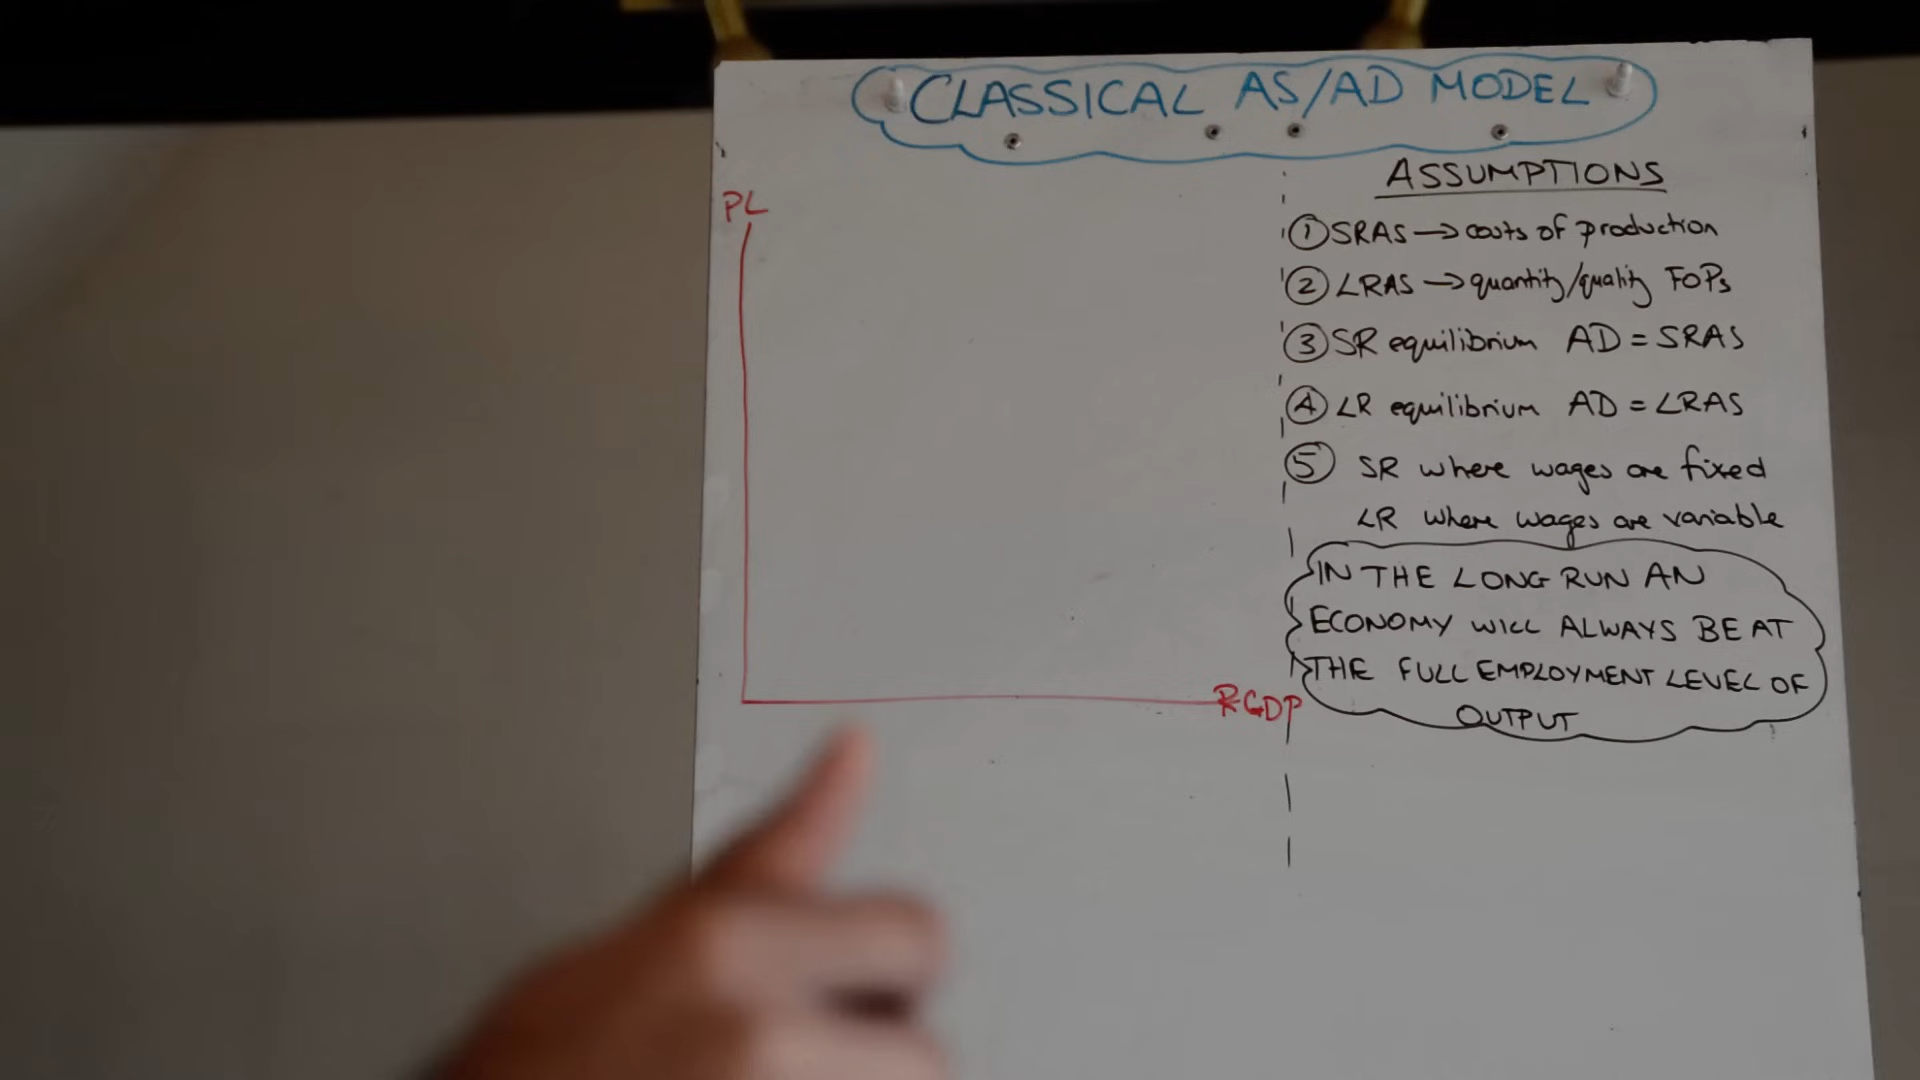 CLASSICAL AS/AD MODEL
PL
RGDP
ASSUMPTIONS
① SRAS → costs of production
② LRAS → quantity/quality FOPs
③ SR equilibrium AD = SRAS
④ LR equilibrium AD = LRAS
⑤ SR where wages are fixed
LR where wages are variable
IN THE LONG RUN AN
ECONOMY WILL ALWAYS BE AT
THE FULL EMPLOYMENT LEVEL OF
OUTPUT